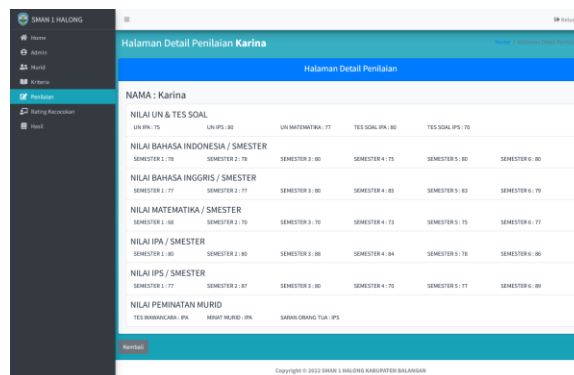 SMAN 1 HALONG
Home
Admin
Murid
Kriteria
Penilaian
Rating Kecocokan
Hasil
Halaman Detail Penilaian Karina
Home /
Halaman Detail Penilaian
NAMA : Karina
NILAI UN & TES SOAL
UN IPA : 75 UN IPS : 80 UN MATEMATIKA : 77 TES SOAL IPA : 80 TES SOAL IPS : 70
NILAI BAHASA INDONESIA / SMESTER
SEMESTER 1 : 78 SEMESTER 2 : 78 SEMESTER 3 : 80 SEMESTER 4 : 75 SEMESTER 5 : 80 SEMESTER 6 : 80
NILAI BAHASA INGGRIS / SMESTER
SEMESTER 1 : 77 SEMESTER 2 : 77 SEMESTER 3 : 80 SEMESTER 4 : 85 SEMESTER 5 : 83 SEMESTER 6 : 79
NILAI MATEMATIKA / SMESTER
SEMESTER 1 : 68 SEMESTER 2 : 70 SEMESTER 3 : 70 SEMESTER 4 : 73 SEMESTER 5 : 75 SEMESTER 6 : 77
NILAI IPA / SMESTER
SEMESTER 1 : 80 SEMESTER 2 : 80 SEMESTER 3 : 88 SEMESTER 4 : 84 SEMESTER 5 : 78 SEMESTER 6 : 86
NILAI IPS / SMESTER
SEMESTER 1 : 77 SEMESTER 2 : 87 SEMESTER 3 : 80 SEMESTER 4 : 70 SEMESTER 5 : 77 SEMESTER 6 : 89
NILAI PEMINATAN MURID
TES WAWANCARA : IPA MINAT MURID : IPA SARAN ORANG TUA : IPS
Kembali
Copyright © 2022 SMAN 1 HALONG KABUPATEN BALANGAN